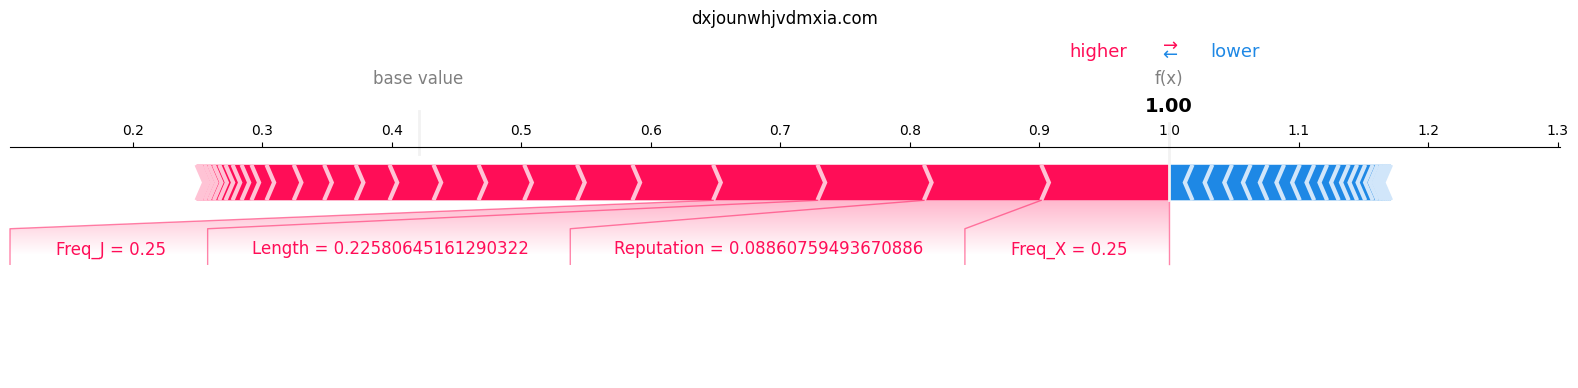 dxjounwhjvdmxia.com
higher → ← lower
base value f(x)
1.00
0.2 0.3 0.4 0.5 0.6 0.7 0.8 0.9 1.0 1.1 1.2 1.3
Freq_J = 0.25 Length = 0.22580645161290322 Reputation = 0.08860759493670886 Freq_X = 0.25